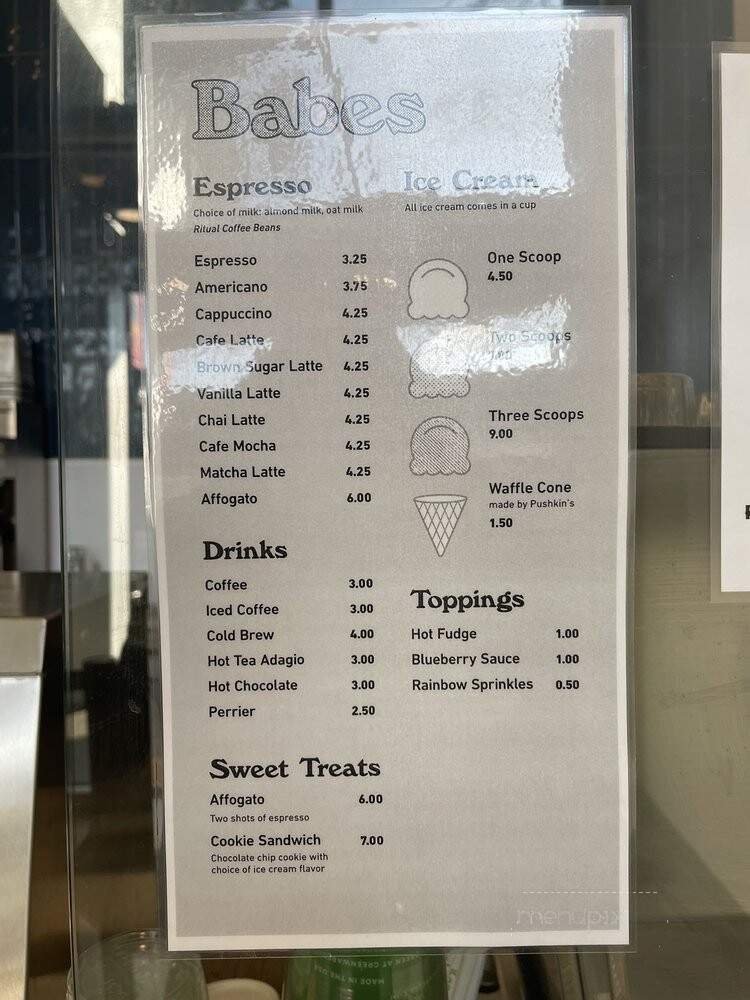 Babes
Espresso
Choice of milk: almond milk, oat milk
Ritual Coffee Beans
Espresso 3.25
Americano 3.75
Cappuccino 4.25
Cafe Latte 4.25
Brown Sugar Latte 4.25
Vanilla Latte 4.25
Chai Latte 4.25
Cafe Mocha 4.25
Matcha Latte 4.25
Affogato 6.00
Drinks
Coffee 3.00
Iced Coffee 3.00
Cold Brew 4.00
Hot Tea Adagio 3.00
Hot Chocolate 3.00
Perrier 2.50
Sweet Treats
Affogato 6.00
Two shots of espresso
Cookie Sandwich 7.00
Chocolate chip cookie with
choice of ice cream flavor
Ice Cream
All ice cream comes in a cup
One Scoop
4.50
Two Scoops
Three Scoops
9.00
Waffle Cone
made by Pushkin's
1.50
Toppings
Hot Fudge 1.00
Blueberry Sauce 1.00
Rainbow Sprinkles 0.50
menupix
MADE IN THE